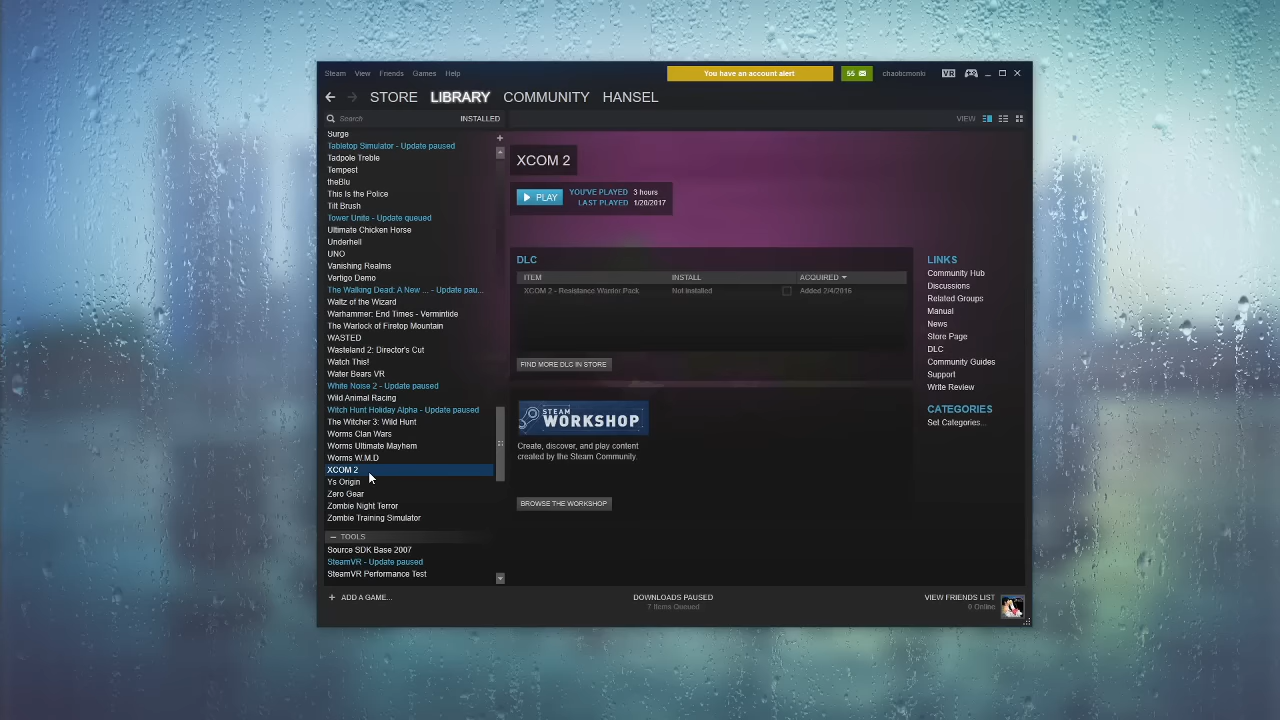 Steam View Friends Games Help
You have an account alert
55
chaoticmonki
VR
STORE LIBRARY COMMUNITY HANSEL
Search
INSTALLED
VIEW
Surge
Tabletop Simulator - Update paused
Tadpole Treble
Tempest
theBlu
This Is the Police
Tilt Brush
Tower Unite - Update queued
Ultimate Chicken Horse
Underhell
UNO
Vanishing Realms
Vertigo Demo
The Walking Dead: A New ... - Update pau...
Waltz of the Wizard
Warhammer: End Times - Vermintide
The Warlock of Firetop Mountain
WASTED
Wasteland 2: Director's Cut
Watch This!
Water Bears VR
White Noise 2 - Update paused
Wild Animal Racing
Witch Hunt Holiday Alpha - Update paused
The Witcher 3: Wild Hunt
Worms Clan Wars
Worms Ultimate Mayhem
Worms W.M.D
XCOM 2
Ys Origin
Zero Gear
Zombie Night Terror
Zombie Training Simulator
TOOLS
Source SDK Base 2007
SteamVR - Update paused
SteamVR Performance Test
XCOM 2
PLAY
YOU'VE PLAYED 3 hours
LAST PLAYED 1/20/2017
DLC
ITEM INSTALL ACQUIRED
XCOM 2 - Resistance Warrior Pack Not installed Added 2/4/2016
FIND MORE DLC IN STORE
STEAM
WORKSHOP
Create, discover, and play content
created by the Steam Community.
BROWSE THE WORKSHOP
LINKS
Community Hub
Discussions
Related Groups
Manual
News
Store Page
DLC
Community Guides
Support
Write Review
CATEGORIES
Set Categories...
ADD A GAME...
DOWNLOADS PAUSED
7 Items Queued
VIEW FRIENDS LIST
0 Online